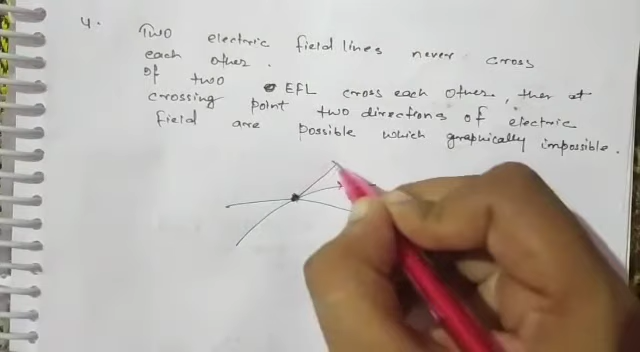 4. Two electric field lines never cross
each other.
If two EFL cross each other, then at
crossing point two directions of electric
field are possible which graphically impossible.